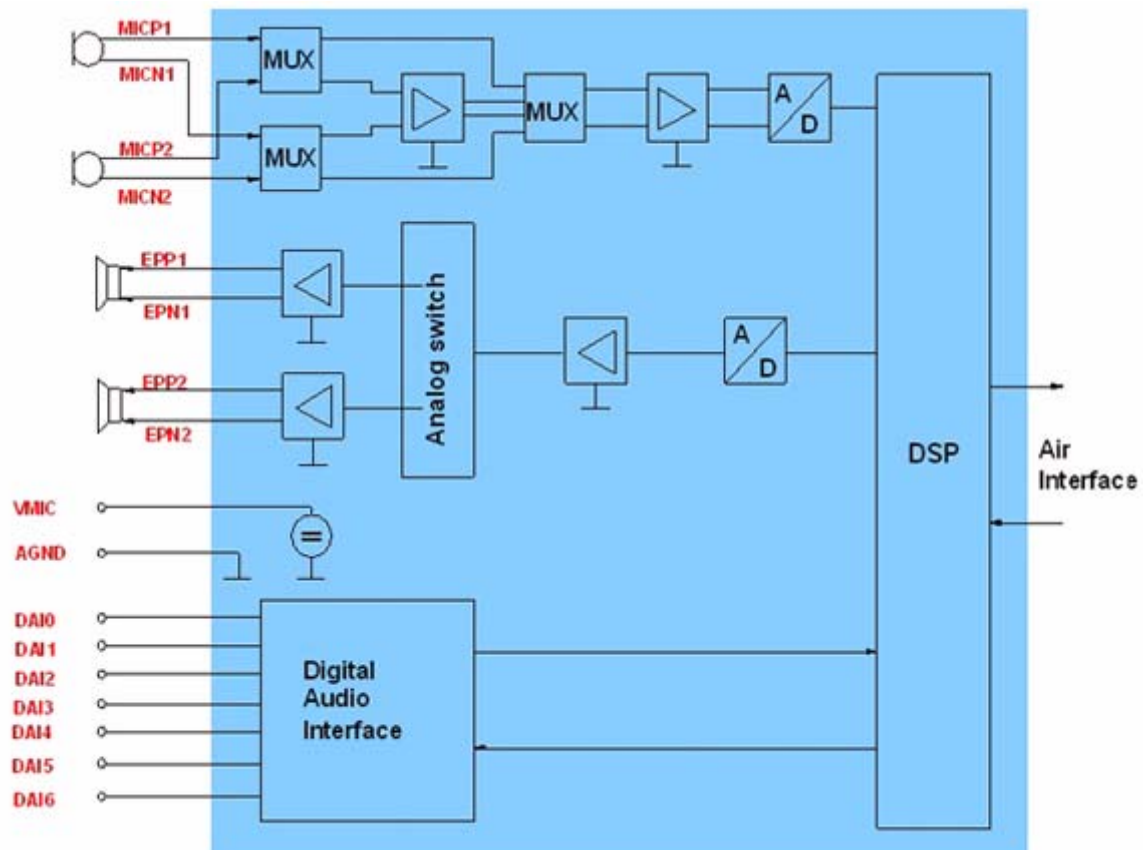 MICP1
MICN1
MICP2
MICN2
MUX
MUX
MUX
A
D
EPP1
EPN1
EPP2
EPN2
Analog switch
A
D
DSP
Air
Interface
VMIC
AGND
DAI0
DAI1
DAI2
DAI3
DAI4
DAI5
DAI6
Digital
Audio
Interface